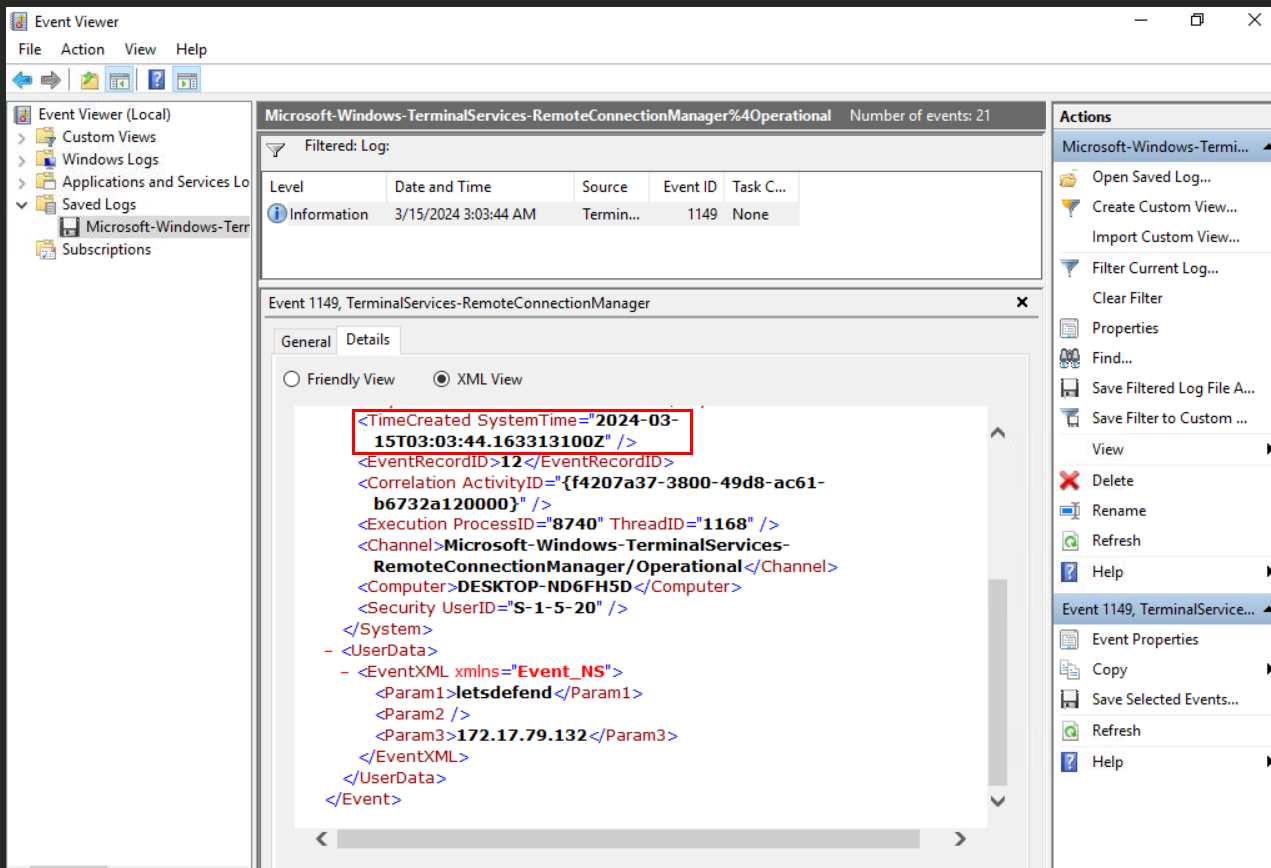 Event Viewer
File Action View Help
Event Viewer (Local)
Custom Views
Windows Logs
Applications and Services Lo
Saved Logs
Microsoft-Windows-Terr
Subscriptions
Microsoft-Windows-TerminalServices-RemoteConnectionManager%4Operational Number of events: 21
Filtered: Log:
Level Date and Time Source Event ID Task C...
Information 3/15/2024 3:03:44 AM Termin... 1149 None
Event 1149, TerminalServices-RemoteConnectionManager
General Details
Friendly View XML View
<TimeCreated SystemTime="2024-03-
15T03:03:44.163313100Z" />
<EventRecordID>12</EventRecordID>
<Correlation ActivityID="{f4207a37-3800-49d8-ac61-
b6732a120000}" />
<Execution ProcessID="8740" ThreadID="1168" />
<Channel>Microsoft-Windows-TerminalServices-
RemoteConnectionManager/Operational</Channel>
<Computer>DESKTOP-ND6FH5D</Computer>
<Security UserID="S-1-5-20" />
</System>
- <UserData>
- <EventXML xmlns="Event_NS">
<Param1>letsdefend</Param1>
<Param2 />
<Param3>172.17.79.132</Param3>
</EventXML>
</UserData>
</Event>
Actions
Microsoft-Windows-Termi...
Open Saved Log...
Create Custom View...
Import Custom View...
Filter Current Log...
Clear Filter
Properties
Find...
Save Filtered Log File A...
Save Filter to Custom ...
View
Delete
Rename
Refresh
Help
Event 1149, TerminalService...
Event Properties
Copy
Save Selected Events...
Refresh
Help